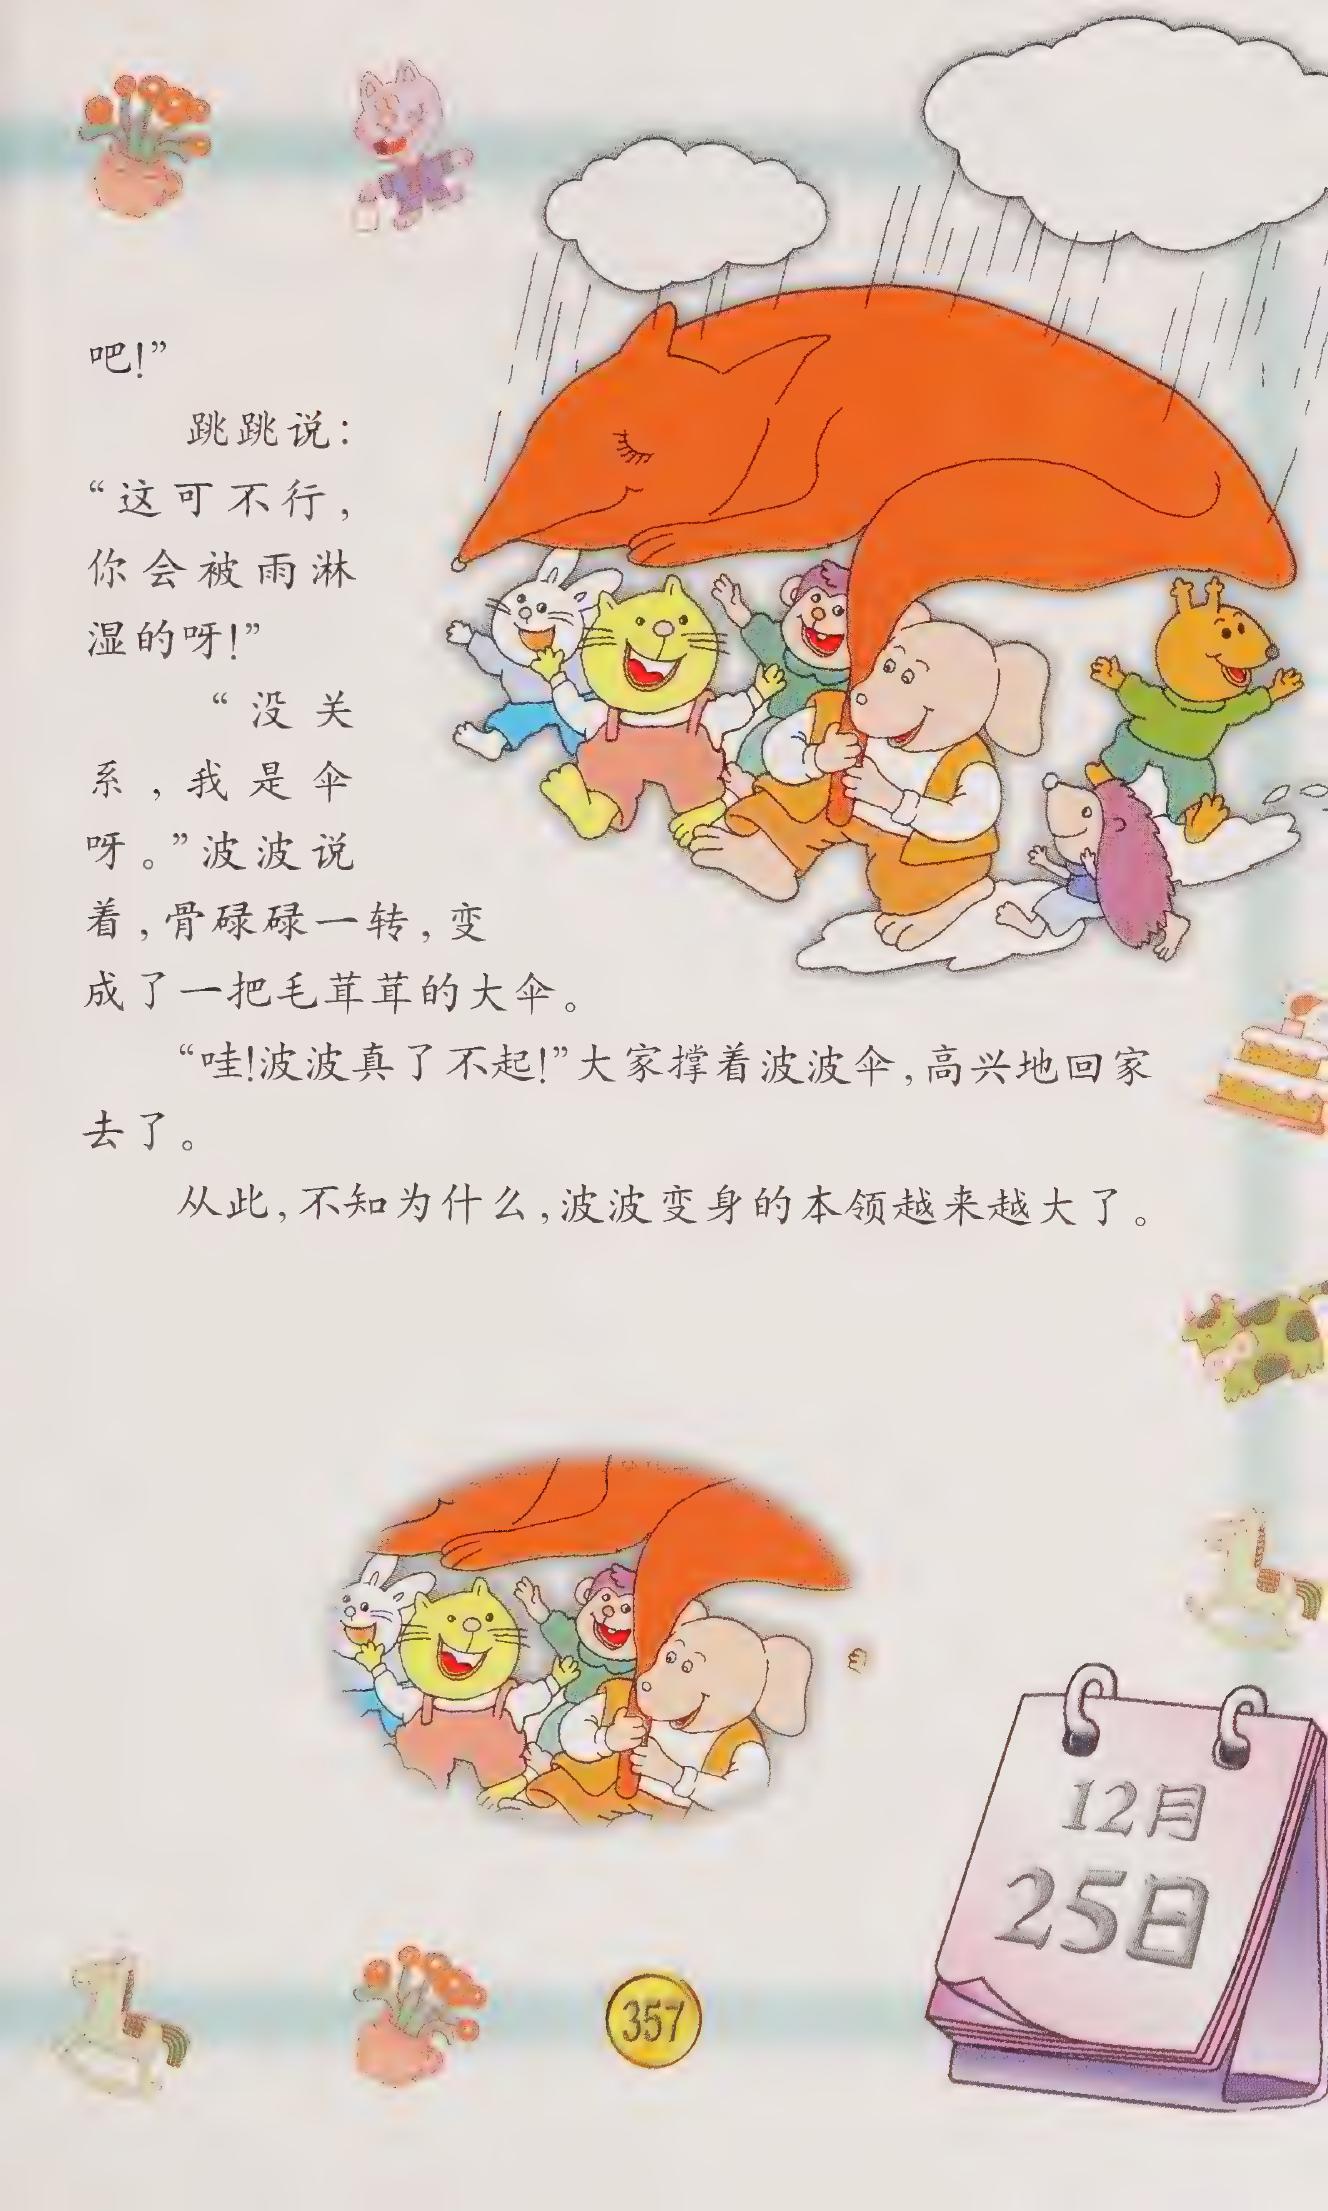 吧!”
跳跳说：
“这可不行，
你会被雨淋
湿的呀!”
“没关
系，我是伞
呀。”波波说
着，骨碌碌一转，变
成了一把毛茸茸的大伞。
“哇!波波真了不起!”大家撑着波波伞，高兴地回家
去了。
从此，不知为什么，波波变身的本领越来越大了。
12月
25日
357